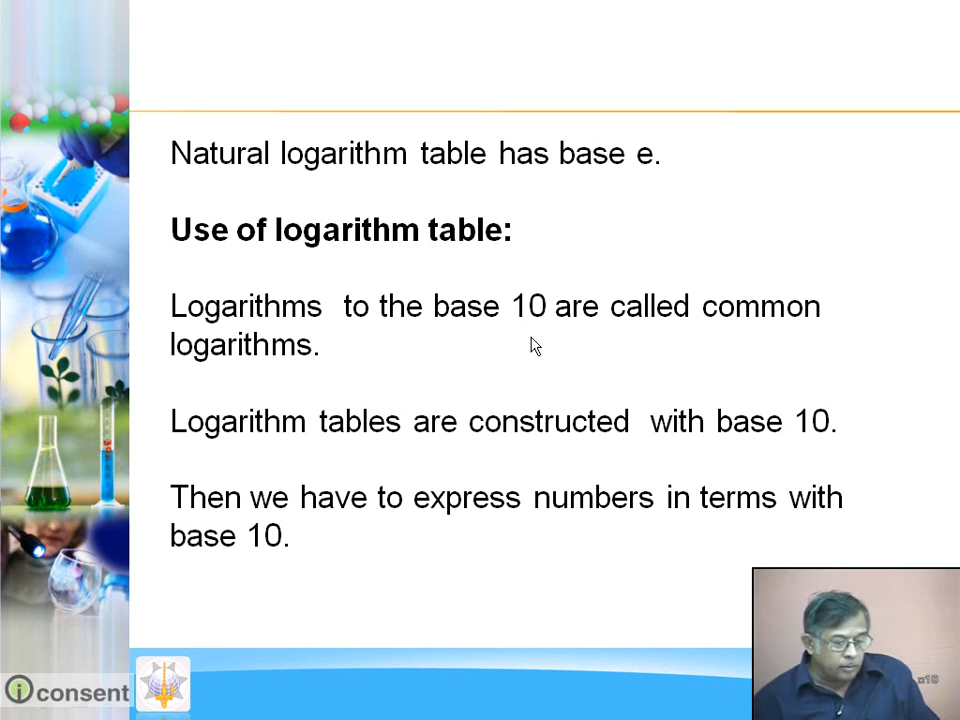 Natural logarithm table has base e.
Use of logarithm table:
Logarithms to the base 10 are called common
logarithms.
Logarithm tables are constructed with base 10.
Then we have to express numbers in terms with
base 10.
i consent